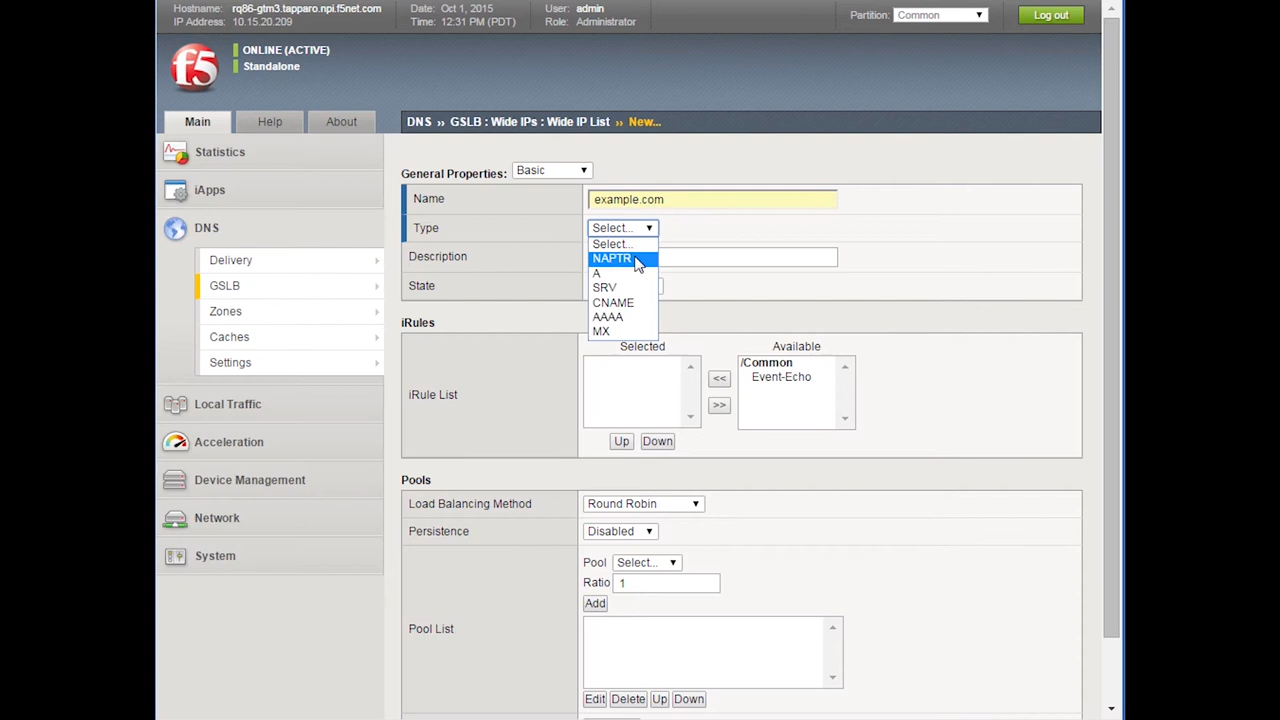 Hostname: rq86-gtm3.tapparo.npi.f5net.com Date: Oct 1, 2015 User: admin
IP Address: 10.15.20.209 Time: 12:31 PM (PDT) Role: Administrator
Partition: Common Log out
f5
ONLINE (ACTIVE)
Standalone
Main Help About
DNS ›› GSLB : Wide IPs : Wide IP List ›› New...
Statistics
iApps
DNS
Delivery
GSLB
Zones
Caches
Settings
Local Traffic
Acceleration
Device Management
Network
System
General Properties: Basic
Name example.com
Type Select...
Select...
NAPTR
A
SRV
CNAME
AAAA
MX
Description
State
iRules
Selected Available
iRule List
/Common
Event-Echo
<<
>>
Up Down
Pools
Load Balancing Method Round Robin
Persistence Disabled
Pool List
Pool Select...
Ratio 1
Add
Edit Delete Up Down